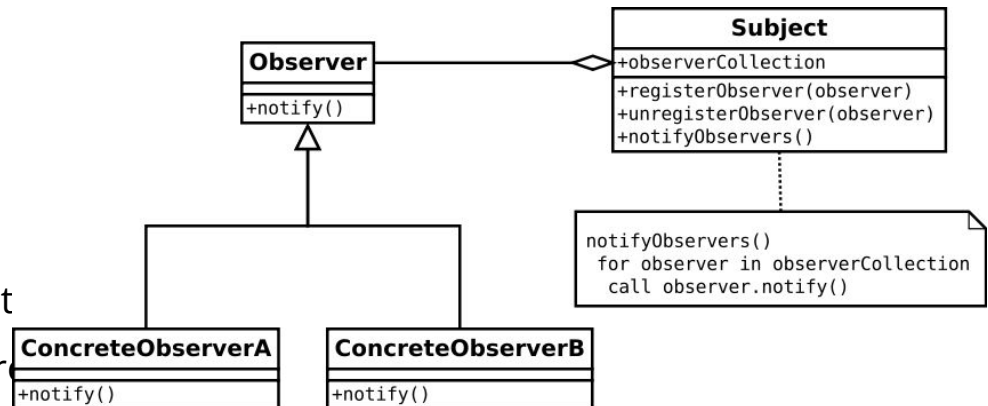 Subject
+observerCollection
+registerObserver(observer)
+unregisterObserver(observer)
+notifyObservers()
Observer
+notify()
notifyObservers()
for observer in observerCollection
call observer.notify()
ConcreteObserverA
+notify()
ConcreteObserverB
+notify()